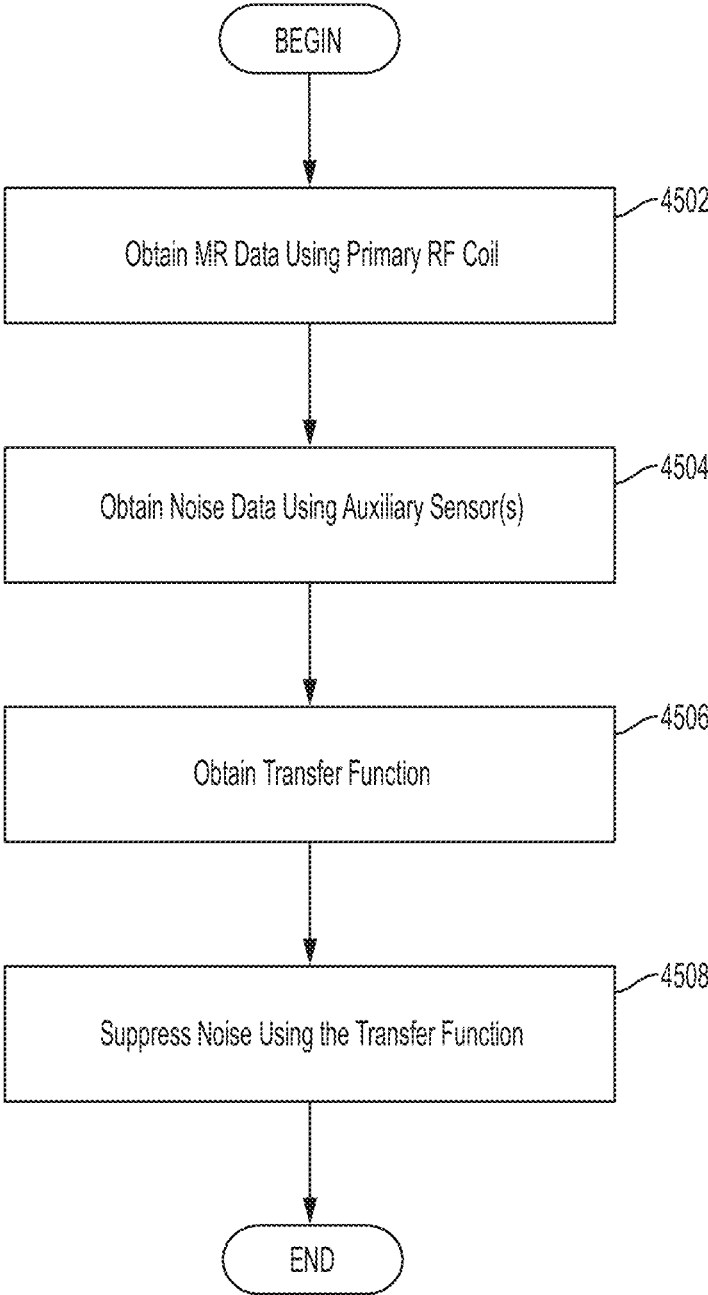 BEGIN
4502
Obtain MR Data Using Primary RF Coil
4504
Obtain Noise Data Using Auxiliary Sensor(s)
4506
Obtain Transfer Function
4508
Suppress Noise Using the Transfer Function
END